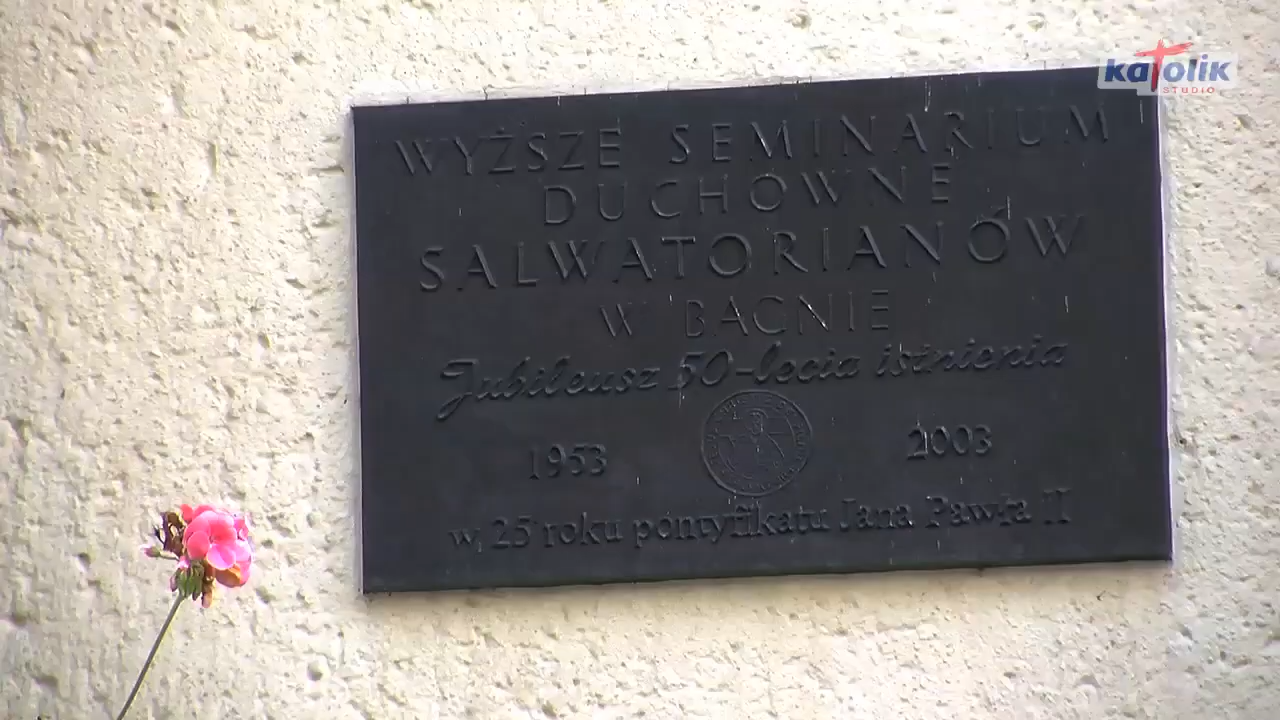 katolik
STUDIO
WYŻSZE SEMINARIUM
DUCHOWNE
SALWATORIANÓW
W BAGNIE
Jubileusz 50-lecia istnienia
1953 2003
w 25 roku pontyfikatu Jana Pawła II